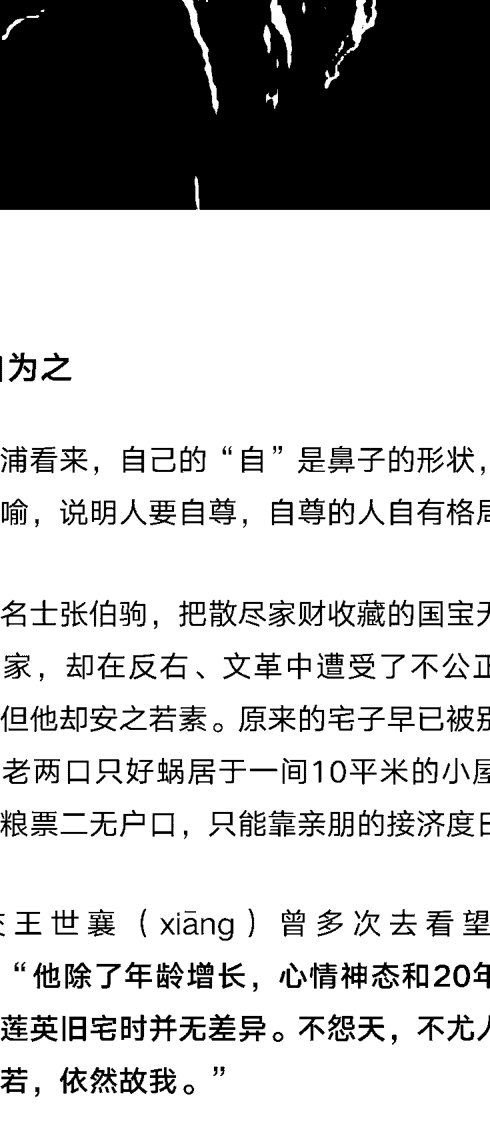 为之
浦看来，自己的“自”是鼻子的形状，
喻，说明人要自尊，自尊的人自有格局
名士张伯驹，把散尽家财收藏的国宝无
家，却在反右、文革中遭受了不公正
但他却安之若素。原来的宅子早已被别
老两口只好蜗居于一间10平米的小屋
粮票二无户口，只能靠亲朋的接济度日
王世襄（xiāng）曾多次去看望
“他除了年龄增长，心情神态和20年
莲英旧宅时并无差异。不怨天，不尤人
若，依然故我。”